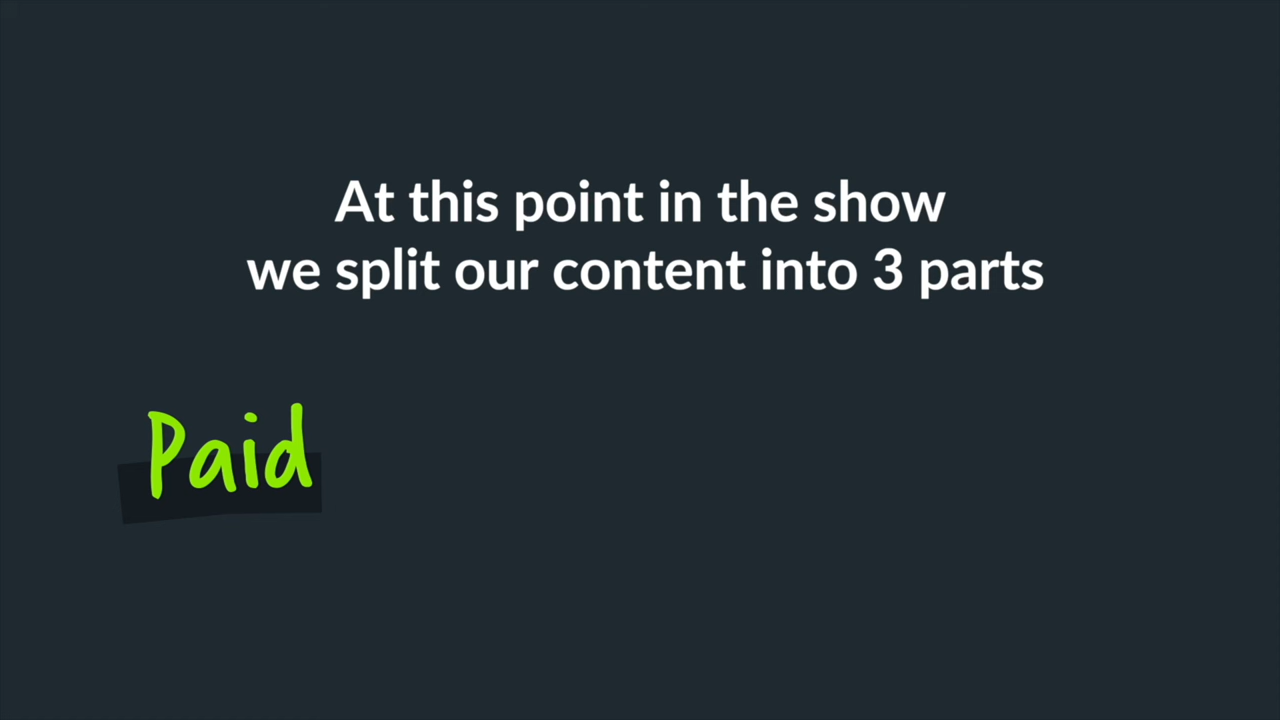 At this point in the show
we split our content into 3 parts
Paid